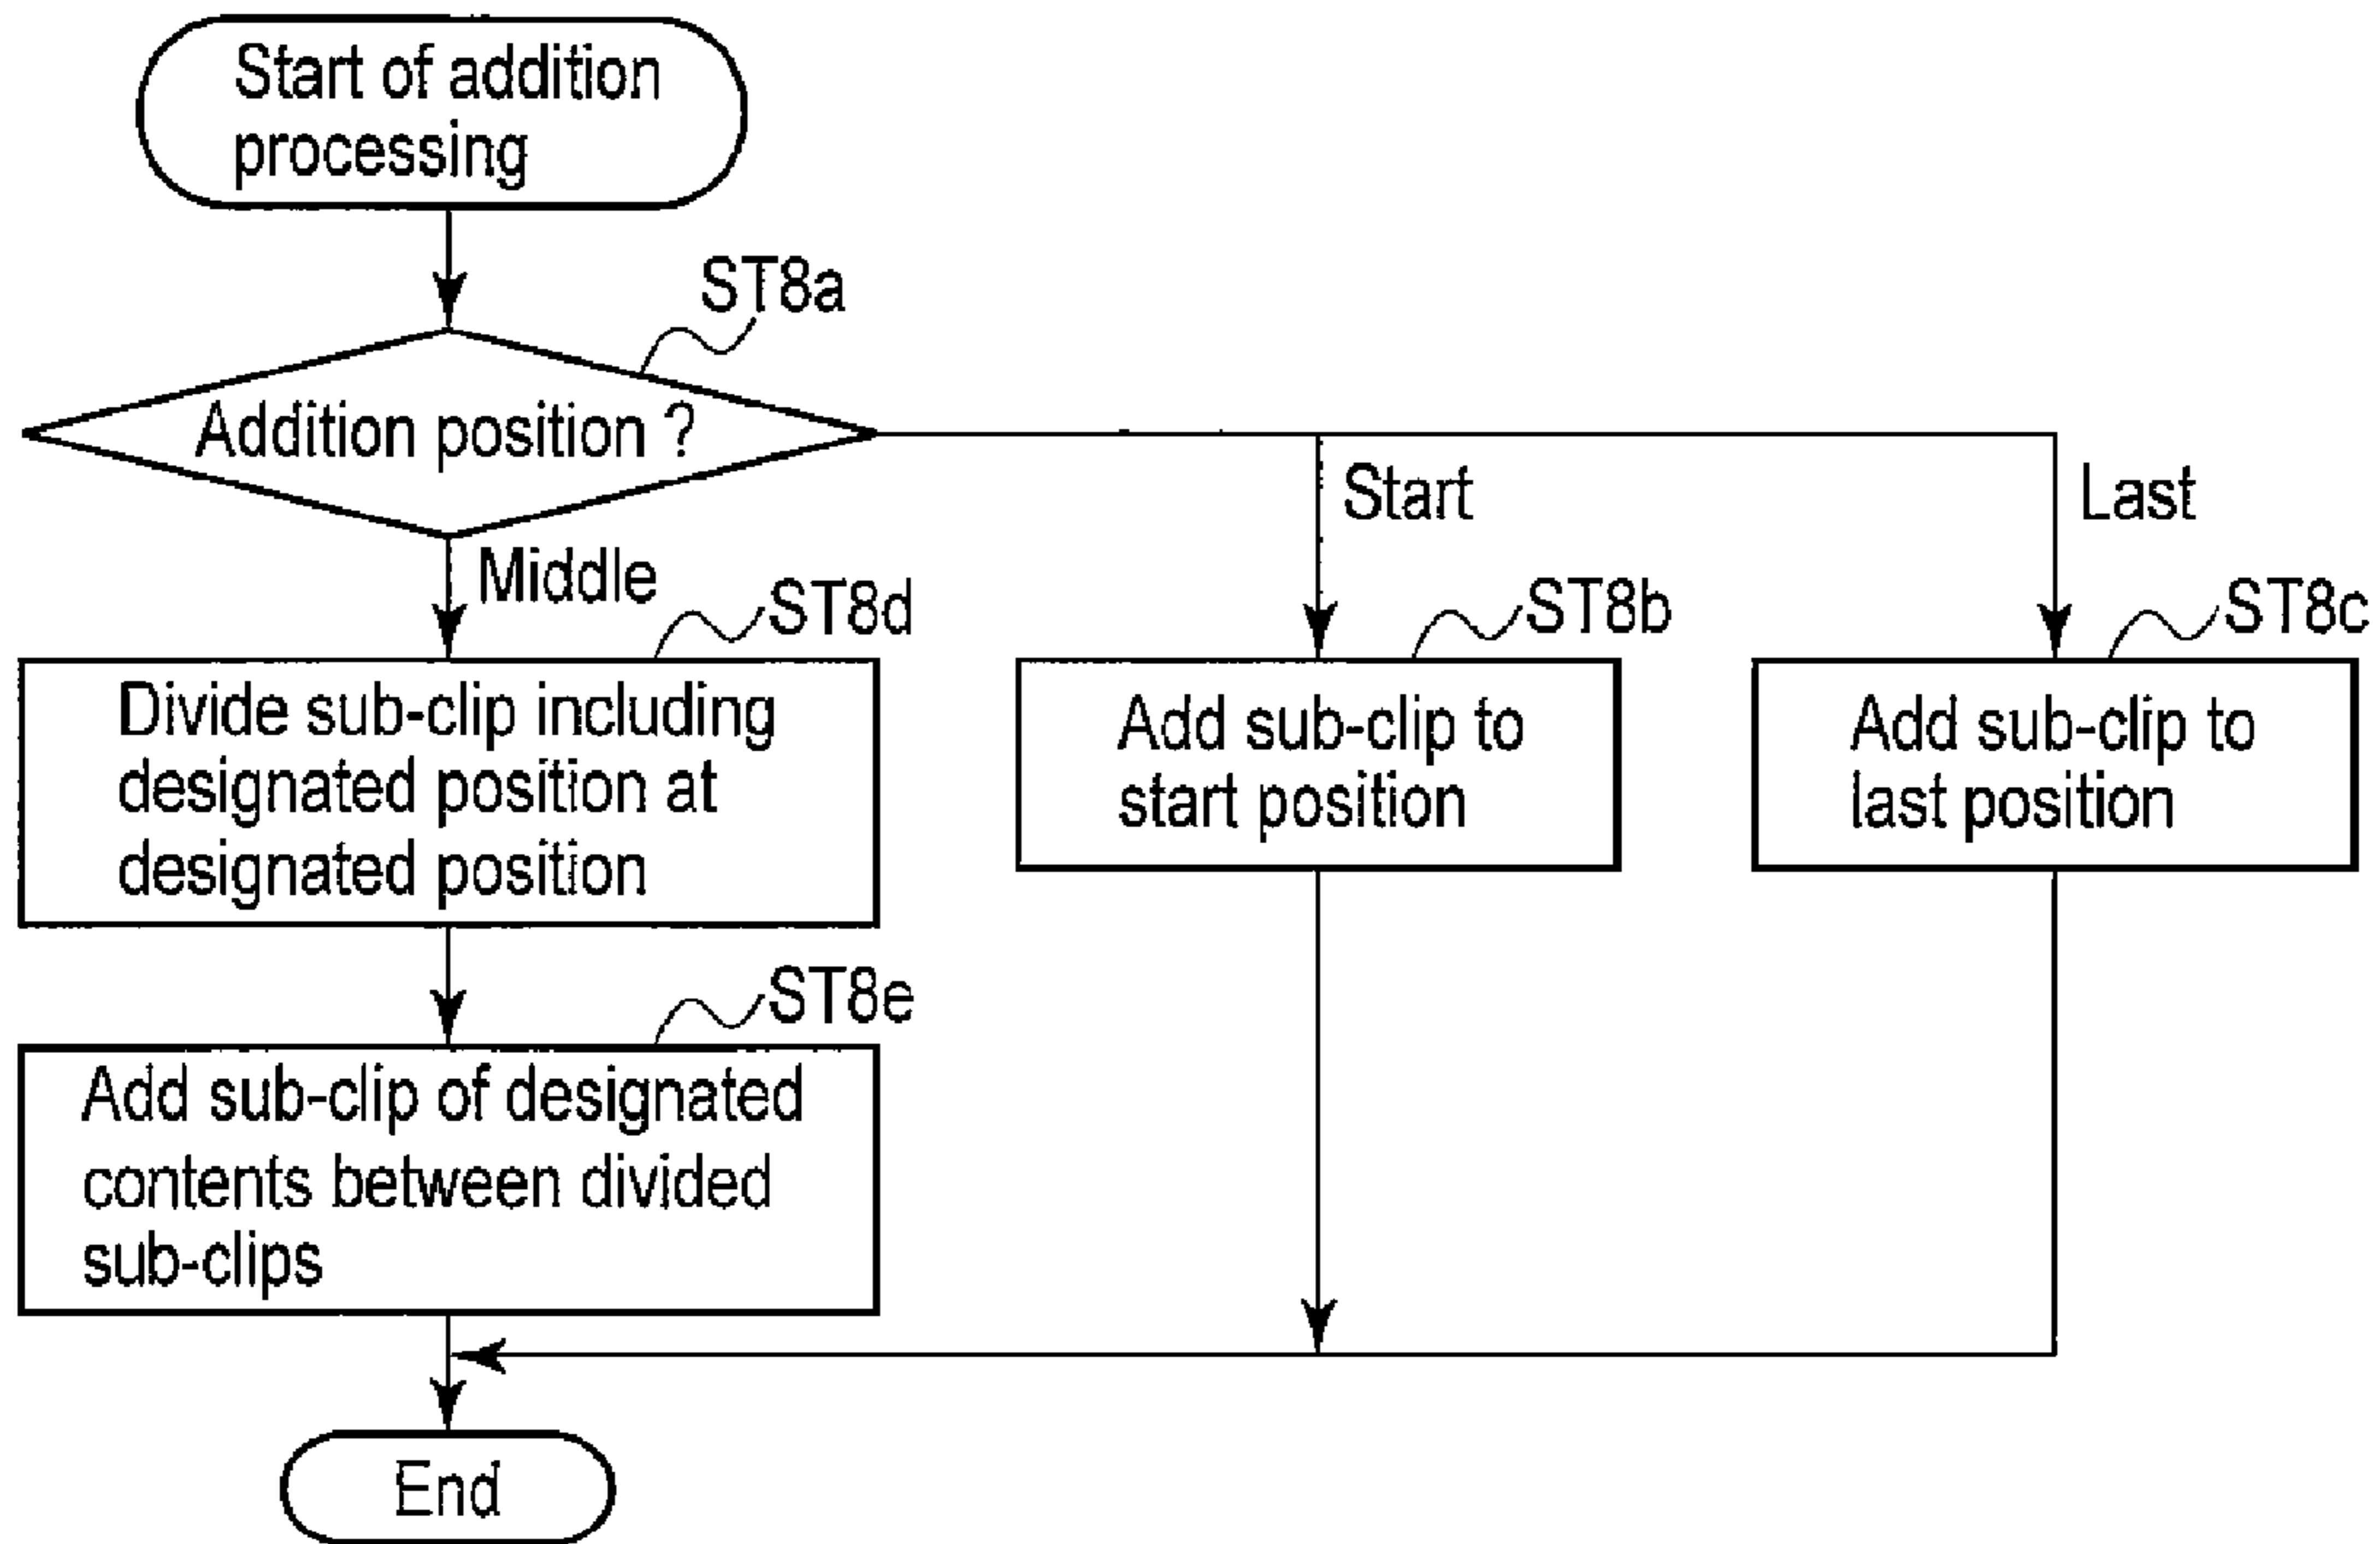 Start of addition
processing
ST8a
Addition position ?
Start
Last
Middle
ST8d
ST8b
ST8c
Divide sub-clip including
designated position at
designated position
Add sub-clip to
start position
Add sub-clip to
last position
ST8e
Add sub-clip of designated
contents between divided
sub-clips
End